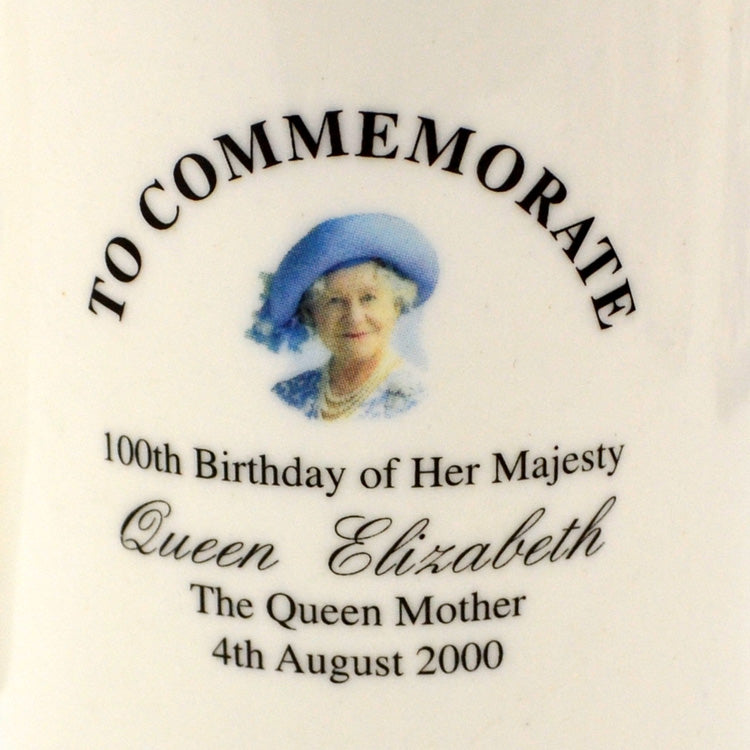 TO COMMEMORATE
100th Birthday of Her Majesty
Queen Elizabeth
The Queen Mother
4th August 2000